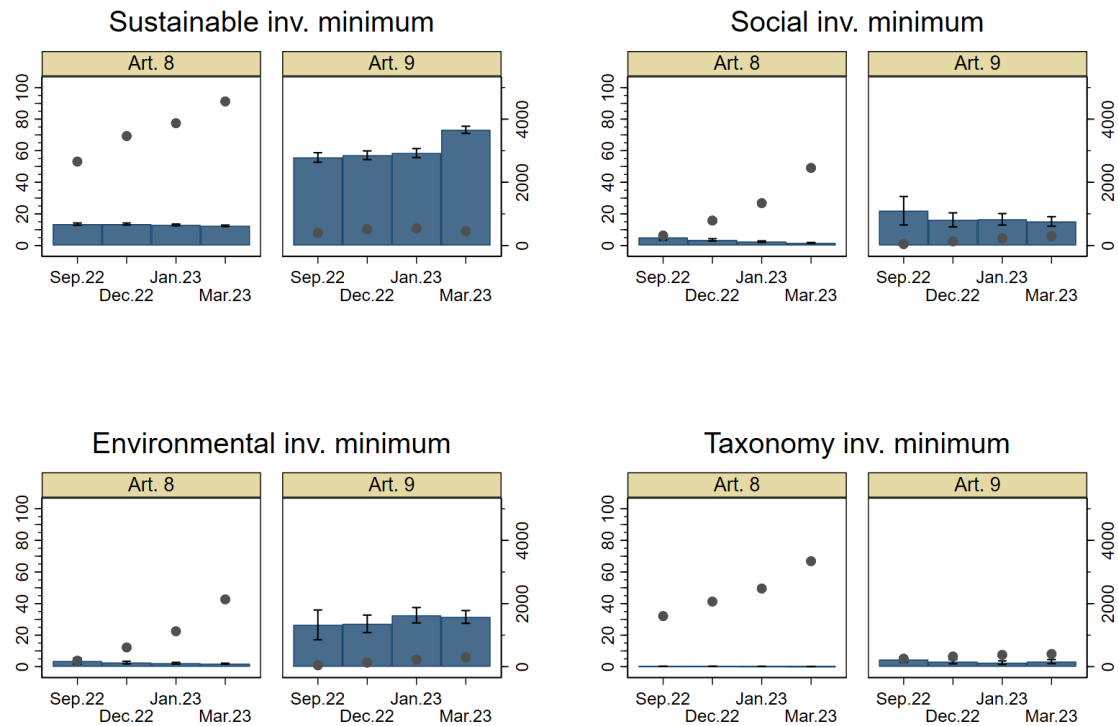 Sustainable inv. minimum
Art. 8
Art. 9
100
80
60
40
20
0
4000
2000
0
Sep.22
Dec.22
Jan.23
Mar.23
Sep.22
Dec.22
Jan.23
Mar.23
Social inv. minimum
Art. 8
Art. 9
100
80
60
40
20
0
4000
2000
0
Sep.22
Dec.22
Jan.23
Mar.23
Sep.22
Dec.22
Jan.23
Mar.23
Environmental inv. minimum
Art. 8
Art. 9
100
80
60
40
20
0
4000
2000
0
Sep.22
Dec.22
Jan.23
Mar.23
Sep.22
Dec.22
Jan.23
Mar.23
Taxonomy inv. minimum
Art. 8
Art. 9
100
80
60
40
20
0
4000
2000
0
Sep.22
Dec.22
Jan.23
Mar.23
Sep.22
Dec.22
Jan.23
Mar.23